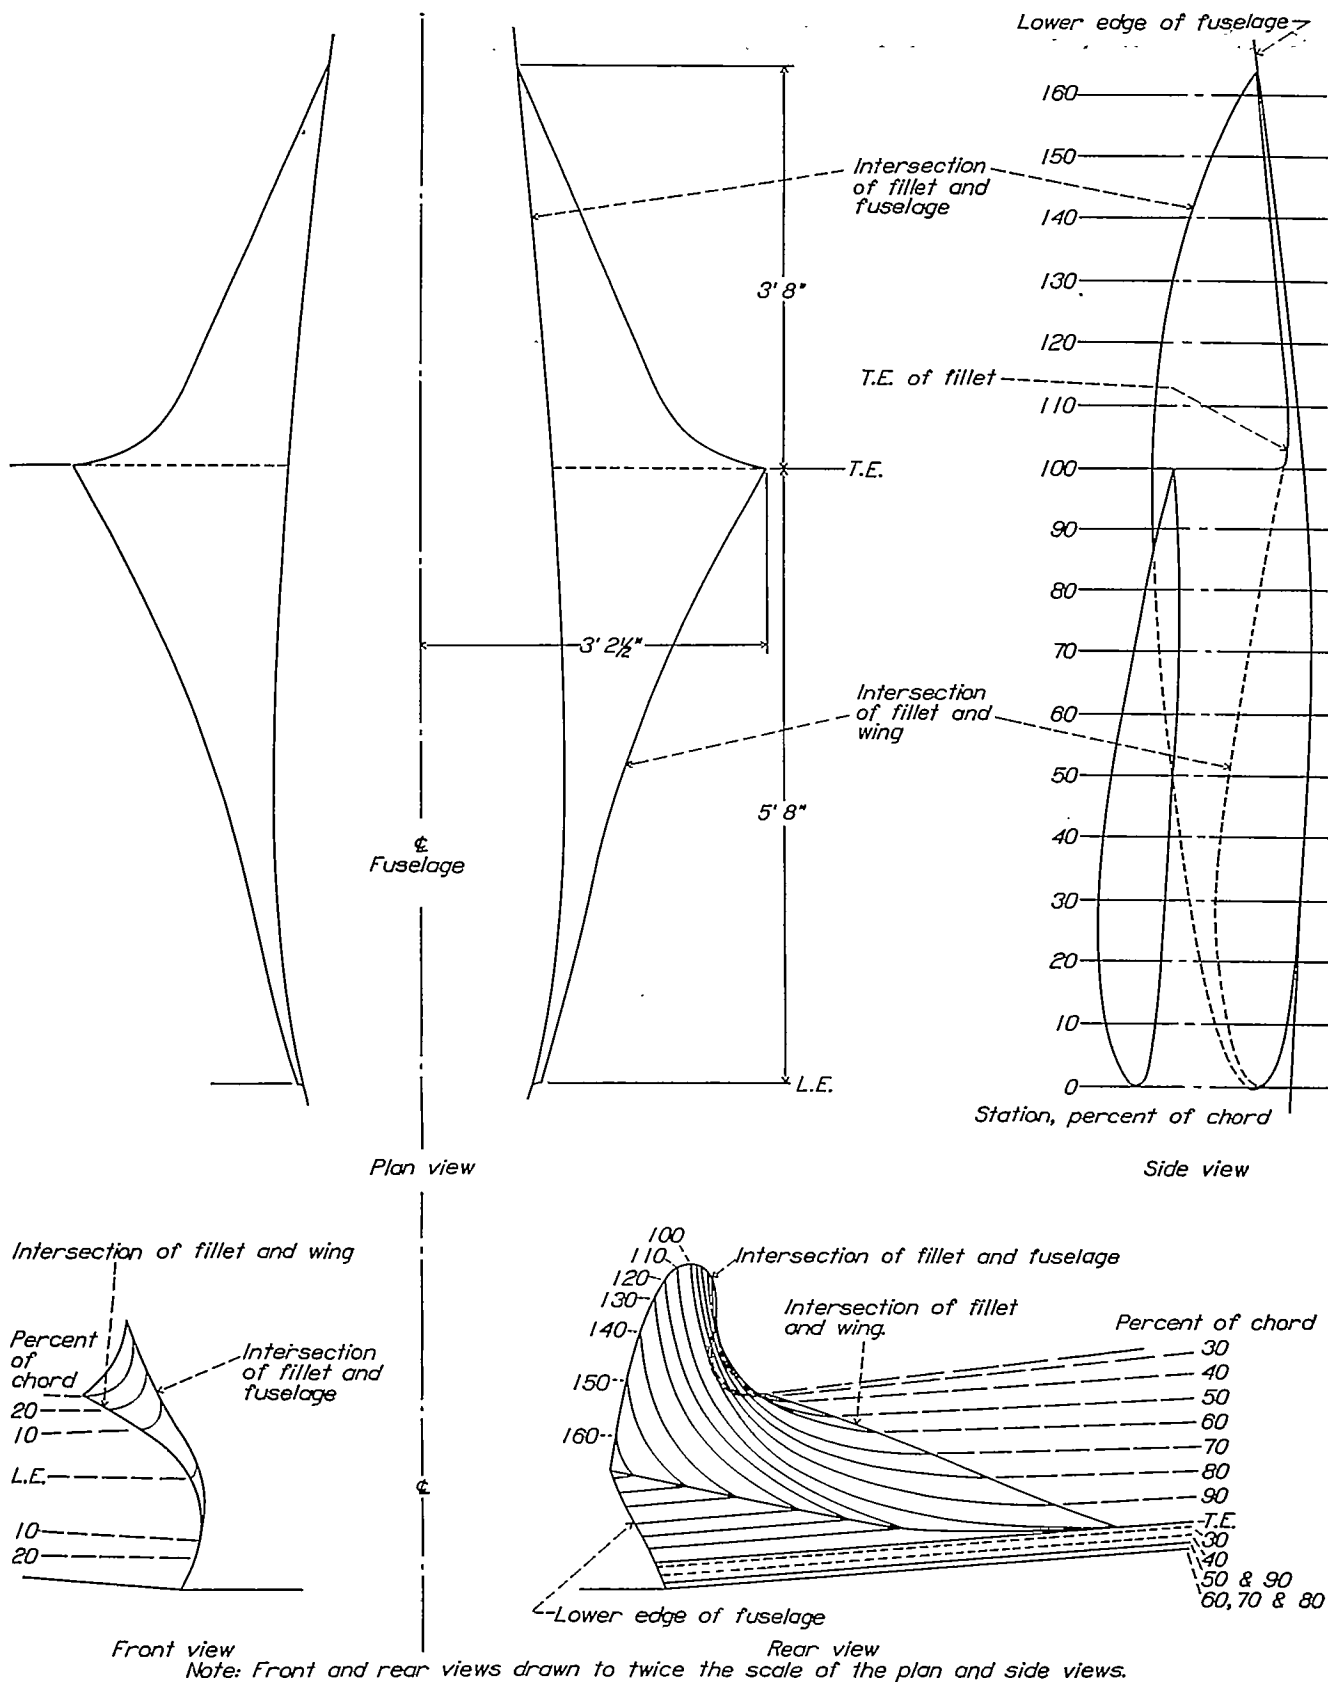 Lower edge of fuselage
160
150
Intersection
of fillet and
fuselage
140
3' 8"
130
120
T.E. of fillet
110
T.E.
100
90
80
3' 2½"
70
Intersection
of fillet and
wing
60
50
5' 8"
40
℄
Fuselage
30
20
10
L.E.
0
Station, percent of chord
Plan view
Side view
Intersection of fillet and wing
Percent
of
chord
Intersection
of fillet and
fuselage
20
10
L.E.
10
20
Front view
℄
100
110
120
130
140
150
160
Intersection of fillet and fuselage
Intersection of fillet
and wing.
Percent of chord
30
40
50
60
70
80
90
T.E.
30
40
50 & 90
60, 70 & 80
Lower edge of fuselage
Rear view
Note: Front and rear views drawn to twice the scale of the plan and side views.